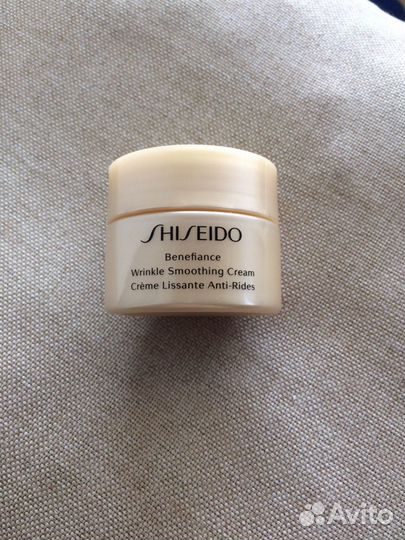 SHISEIDO
Benefiance
Wrinkle Smoothing Cream
Crème Lissante Anti-Rides
Avito